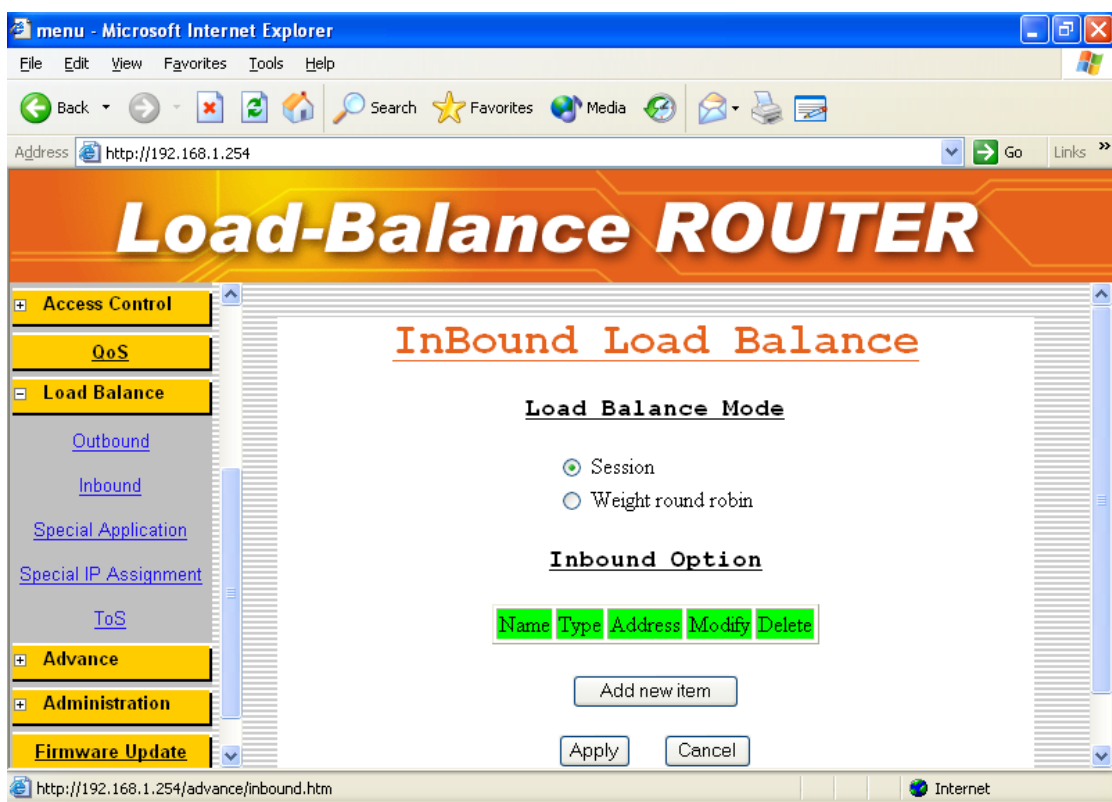 menu - Microsoft Internet Explorer
File Edit View Favorites Tools Help
Back Search Favorites Media
Address http://192.168.1.254 Go Links »
Load-Balance ROUTER
Access Control
QoS
Load Balance
Outbound
Inbound
Special Application
Special IP Assignment
ToS
Advance
Administration
Firmware Update
InBound Load Balance
Load Balance Mode
Session
Weight round robin
Inbound Option
Name Type Address Modify Delete
Add new item
Apply Cancel
http://192.168.1.254/advance/inbound.htm Internet